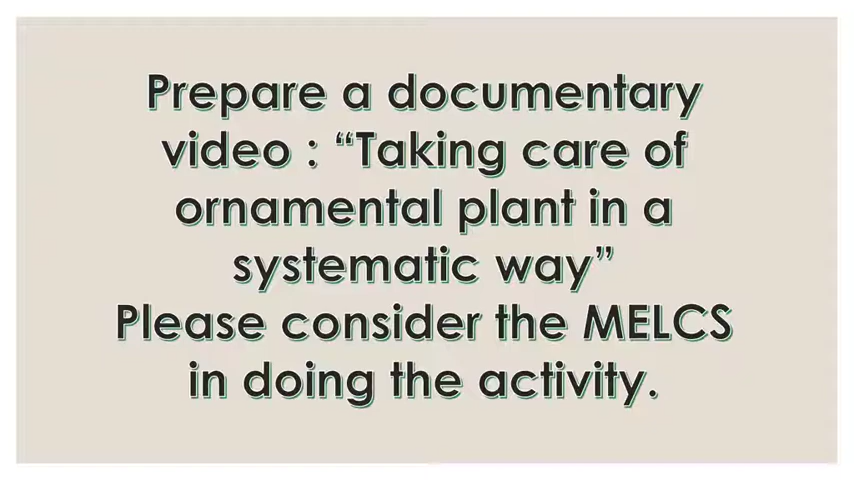 Prepare a documentary
video : “Taking care of
ornamental plant in a
systematic way”
Please consider the MELCS
in doing the activity.